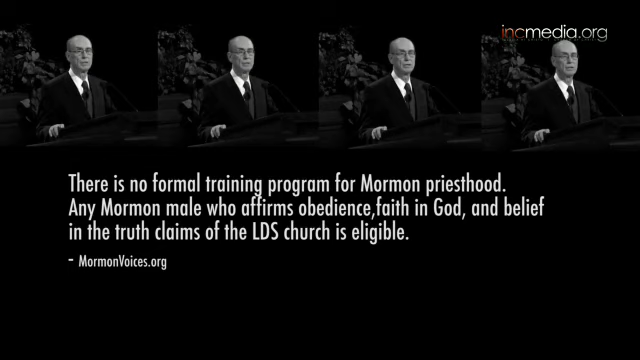 incmedia.org
There is no formal training program for Mormon priesthood.
Any Mormon male who affirms obedience,faith in God, and belief
in the truth claims of the LDS church is eligible.
- MormonVoices.org